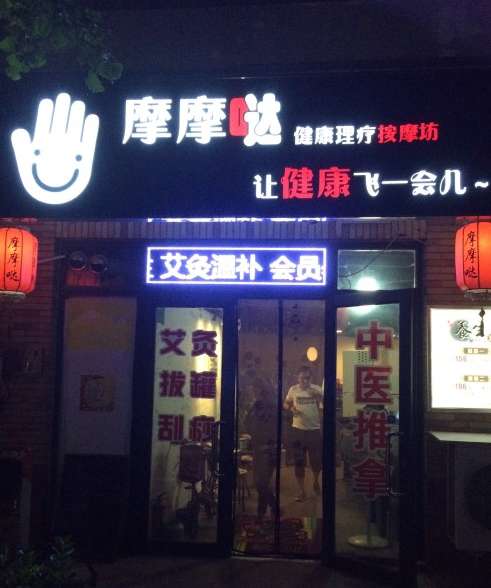 摩摩哒 健康理疗按摩坊
让健康飞一会儿~
摩摩哒
摩摩哒
艾灸温补 会员
艾灸
拔罐
刮痧
中医推拿
养生